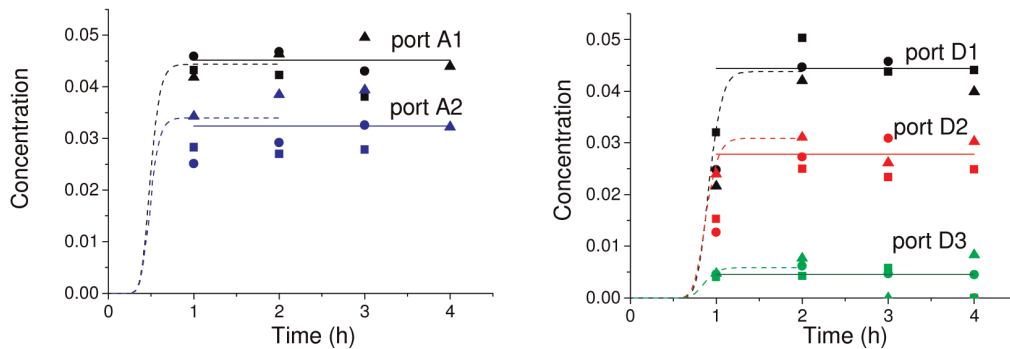 0.05
0.04
0.03
0.02
0.01
0.00
Concentration
port A1
port A2
0 1 2 3 4
Time (h)
0.05
0.04
0.03
0.02
0.01
0.00
Concentration
port D1
port D2
port D3
0 1 2 3 4
Time (h)